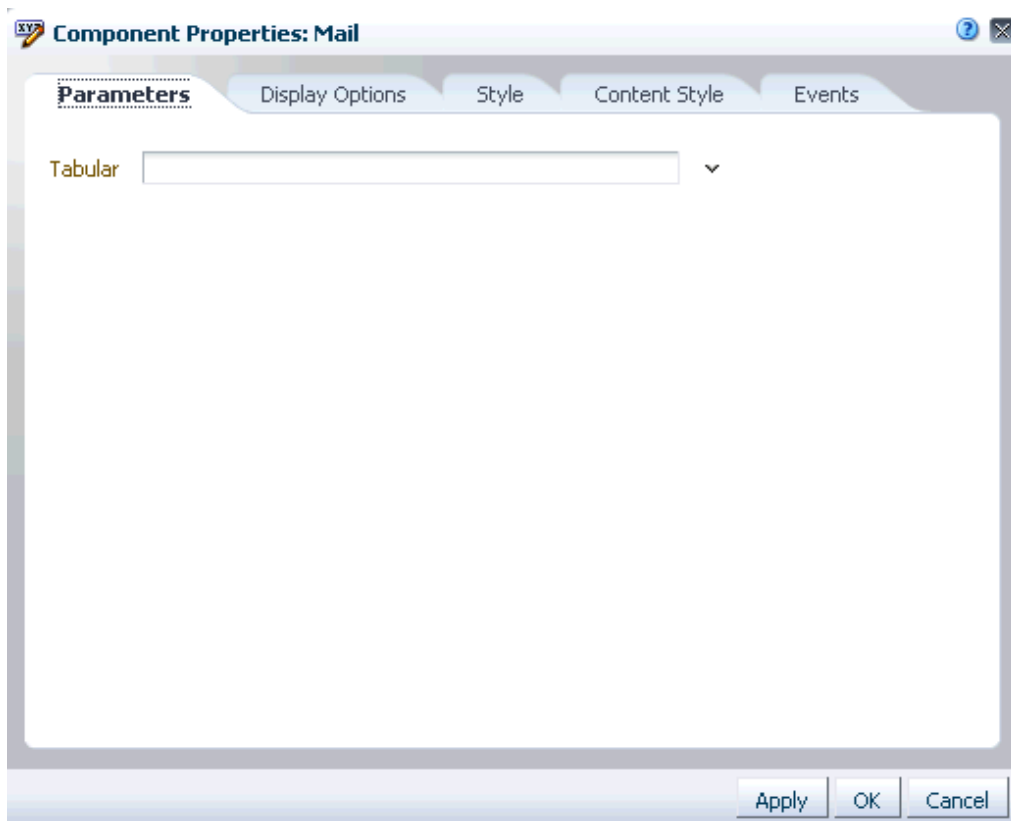 Component Properties: Mail
Parameters Display Options Style Content Style Events
Tabular
Apply OK Cancel